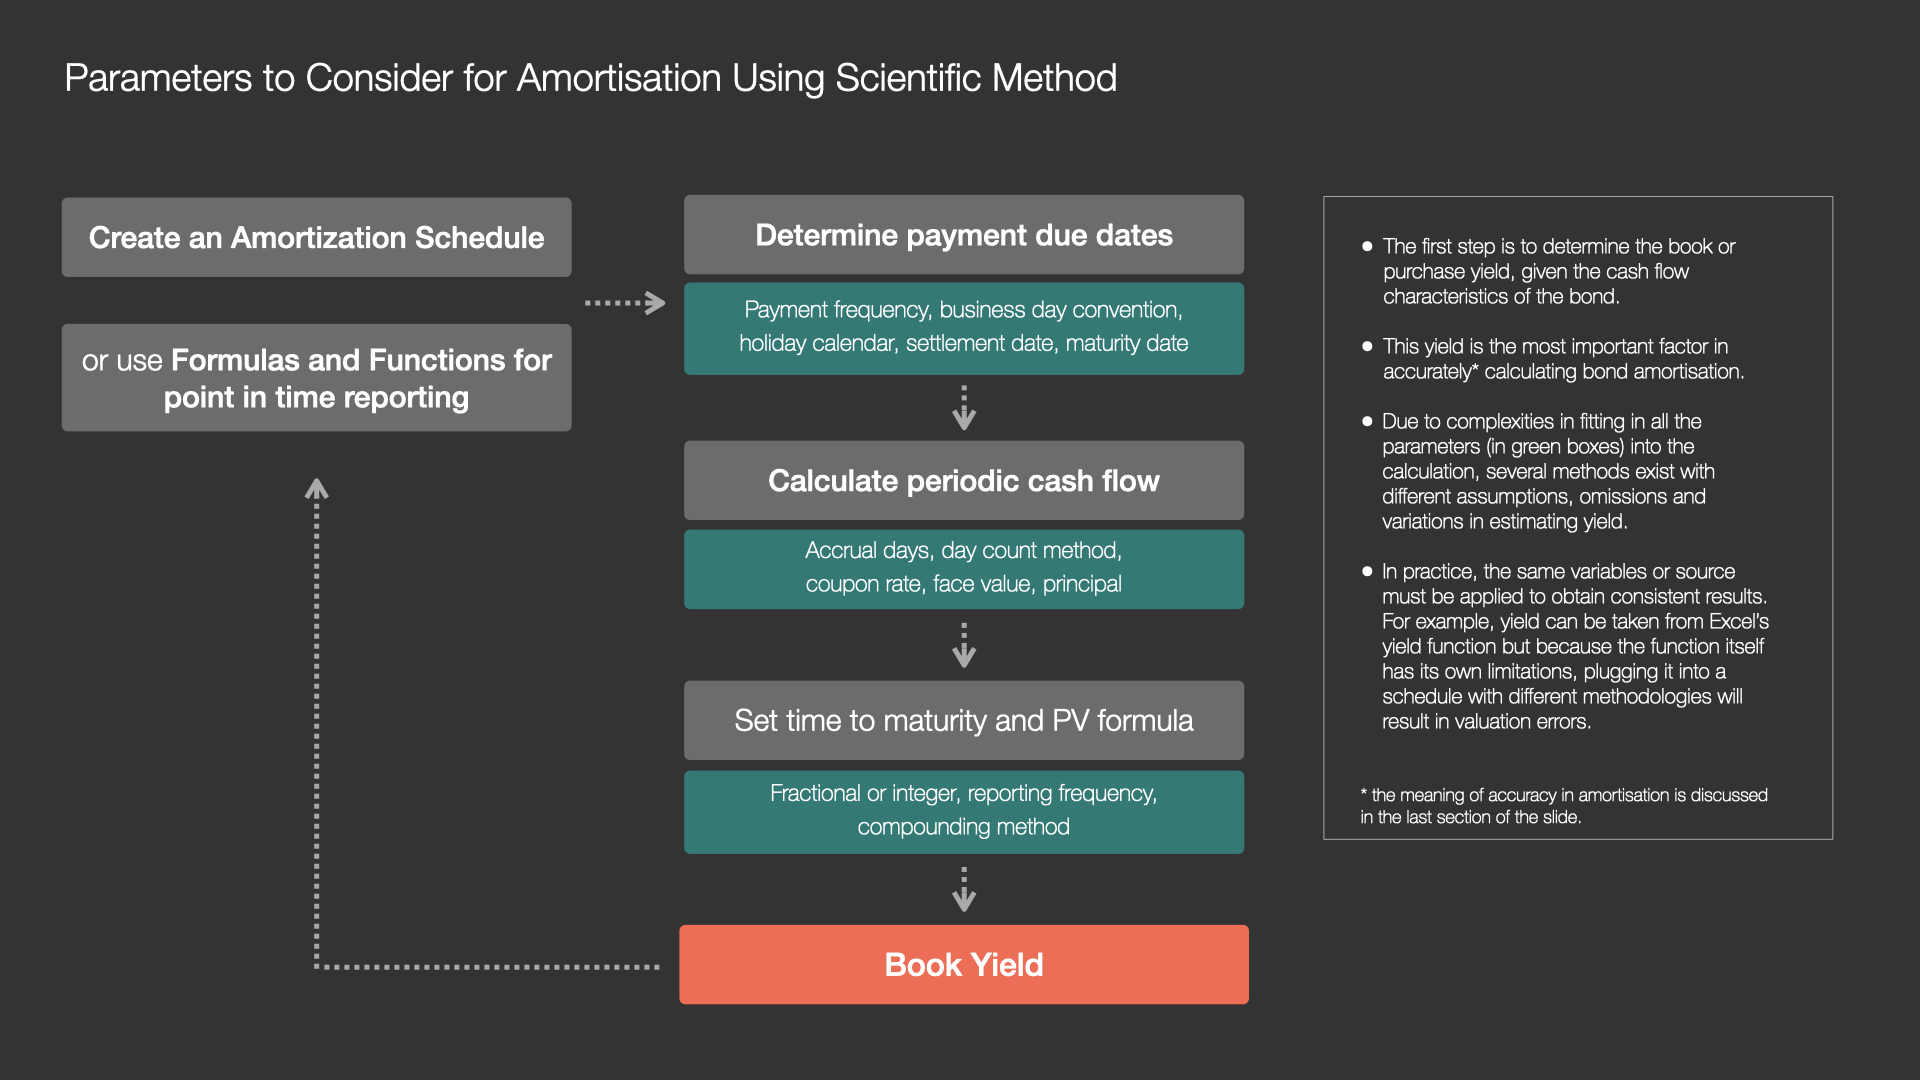 Parameters to Consider for Amortisation Using Scientific Method
Create an Amortization Schedule
or use Formulas and Functions for
point in time reporting
Determine payment due dates
Payment frequency, business day convention,
holiday calendar, settlement date, maturity date
Calculate periodic cash flow
Accrual days, day count method,
coupon rate, face value, principal
Set time to maturity and PV formula
Fractional or integer, reporting frequency,
compounding method
Book Yield
● The first step is to determine the book or
purchase yield, given the cash flow
characteristics of the bond.
● This yield is the most important factor in
accurately* calculating bond amortisation.
● Due to complexities in fitting in all the
parameters (in green boxes) into the
calculation, several methods exist with
different assumptions, omissions and
variations in estimating yield.
● In practice, the same variables or source
must be applied to obtain consistent results.
For example, yield can be taken from Excel’s
yield function but because the function itself
has its own limitations, plugging it into a
schedule with different methodologies will
result in valuation errors.
* the meaning of accuracy in amortisation is discussed
in the last section of the slide.